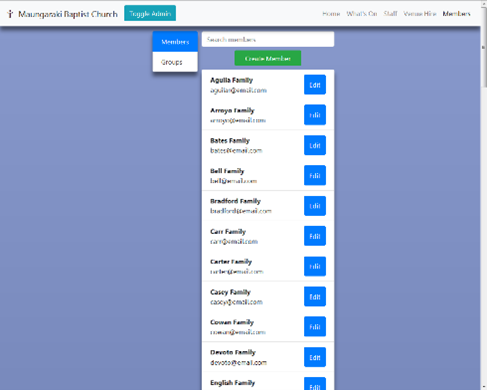 Maungaraki Baptist Church
Toggle Admin
Home
What's On
Staff
Venue Hire
Members
Members
Groups
Search members
Create Member
Aguila Family
aguilar@email.com
Edit
Arroyo Family
arroyo@email.com
Edit
Bates Family
bates@email.com
Edit
Bell Family
bell@email.com
Edit
Bradford Family
bradford@email.com
Edit
Carr Family
carr@email.com
Edit
Carter Family
carter@email.com
Edit
Casey Family
casey@email.com
Edit
Cowan Family
cowan@email.com
Edit
Devoto Family
devoto@email.com
Edit
English Family
Edit